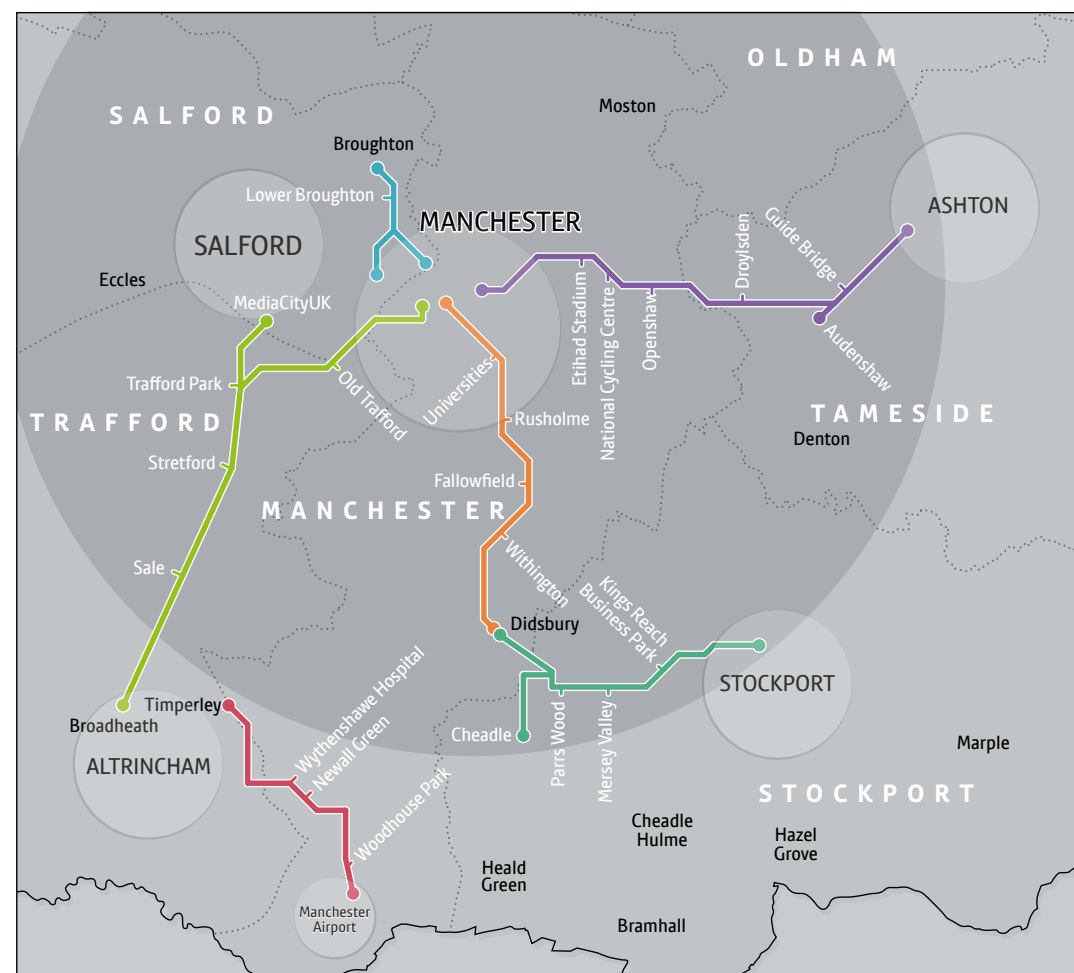 OLDHAM
SALFORD
Moston
Broughton
Lower Broughton
MANCHESTER
ASHTON
SALFORD
Eccles
MediaCityUK
Guide Bridge
Droylsden
Etihad Stadium
National Cycling Centre
Openshaw
Audenshaw
Trafford Park
Old Trafford
Universities
TRAFFORD
Rusholme
TAMESIDE
Denton
Stretford
Fallowfield
MANCHESTER
Withington
Sale
Kings Reach
Business Park
Didsbury
STOCKPORT
Timperley
Broadheath
Wythenshawe Hospital
Newall Green
Woodhouse Park
Cheadle
Parrs Wood
Mersey Valley
Marple
ALTRINCHAM
STOCKPORT
Cheadle
Hulme
Hazel
Grove
Heald
Green
Manchester
Airport
Bramhall